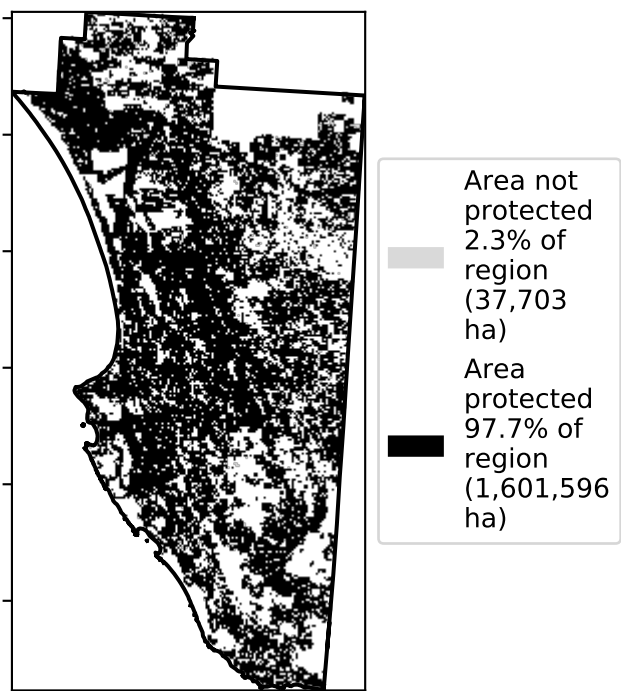 Area not
protected
2.3% of
region
(37,703
ha)
Area
protected
97.7% of
region
(1,601,596
ha)